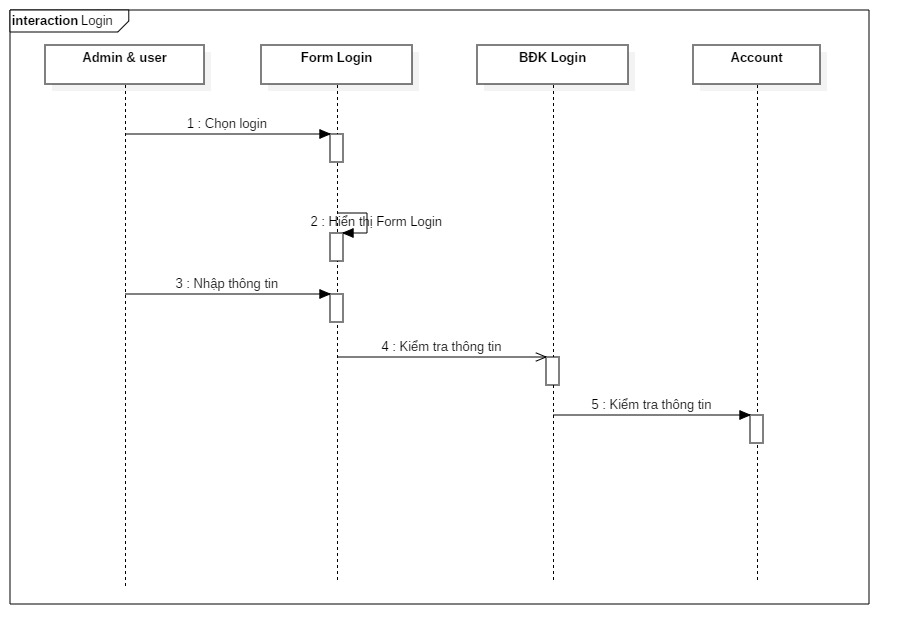 interaction Login
Admin & user
Form Login
BĐK Login
Account
1 : Chọn login
2 : Hiển thị Form Login
3 : Nhập thông tin
4 : Kiểm tra thông tin
5 : Kiểm tra thông tin